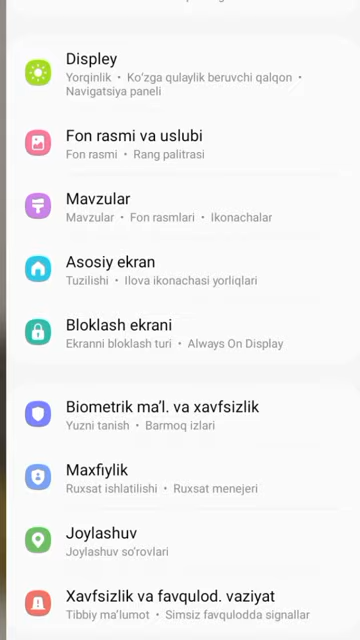 Displey
Yorqinlik • Ko‘zga qulaylik beruvchi qalqon •
Navigatsiya paneli
Fon rasmi va uslubi
Fon rasmi • Rang palitrasi
Mavzular
Mavzular • Fon rasmlari • Ikonachalar
Asosiy ekran
Tuzilishi • Ilova ikonachasi yorliqlari
Bloklash ekrani
Ekranni bloklash turi • Always On Display
Biometrik ma’l. va xavfsizlik
Yuzni tanish • Barmoq izlari
Maxfiylik
Ruxsat ishlatilishi • Ruxsat menejeri
Joylashuv
Joylashuv so‘rovlari
Xavfsizlik va favqulod. vaziyat
Tibbiy ma’lumot • Simsiz favqulodda signallar